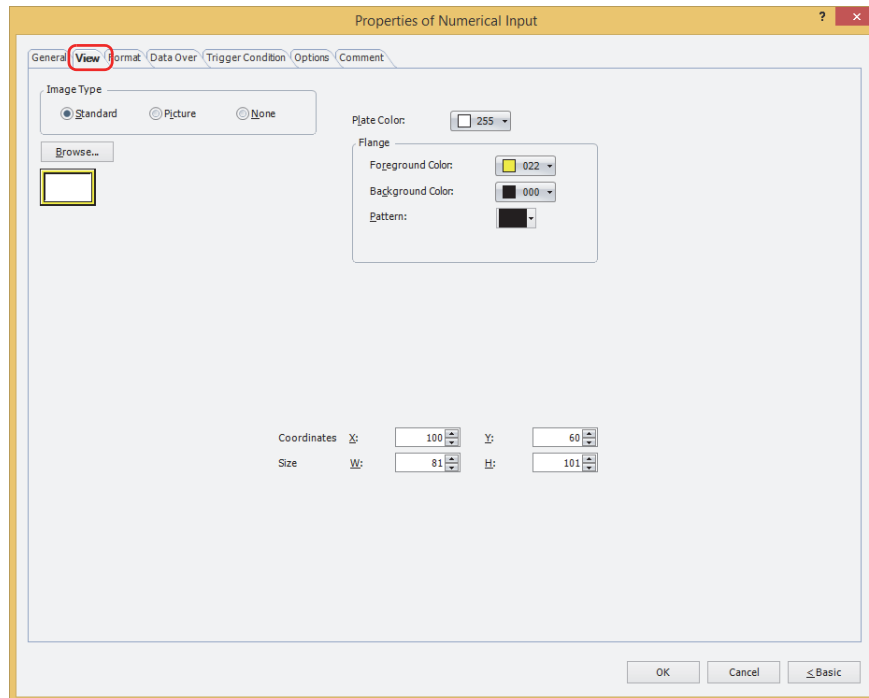 Properties of Numerical Input
? ×
General View Format Data Over Trigger Condition Options Comment
Image Type
Standard Picture None
Browse...
Plate Color: 255
Flange
Foreground Color: 022
Background Color: 000
Pattern:
Coordinates X: 100 Y: 60
Size W: 81 H: 101
OK Cancel < Basic